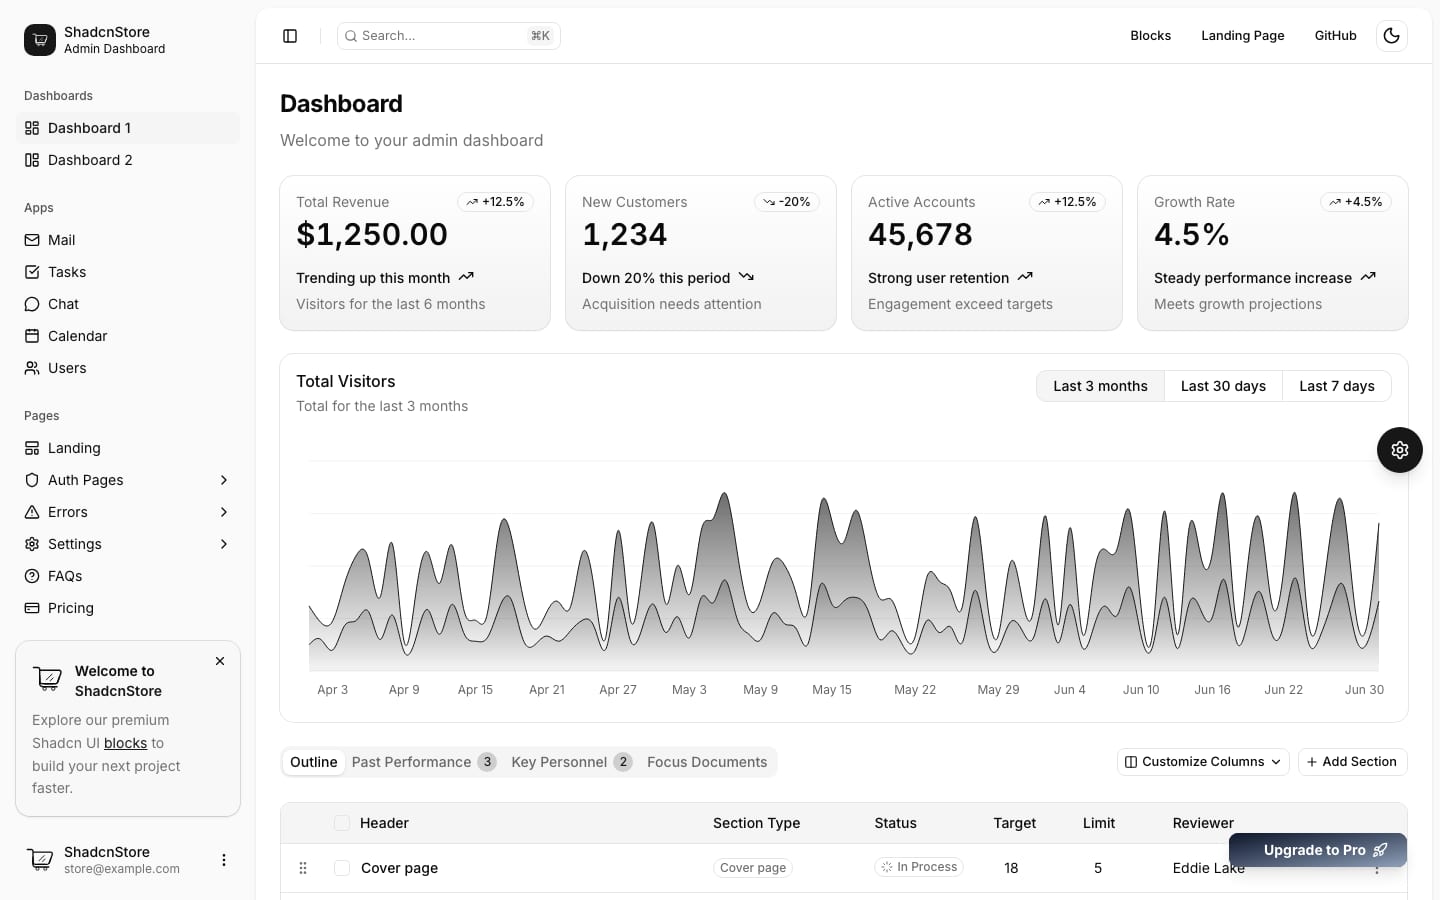 ShadcnStore
Admin Dashboard
Dashboards
Dashboard 1
Dashboard 2
Apps
Mail
Tasks
Chat
Calendar
Users
Pages
Landing
Auth Pages
Errors
Settings
FAQs
Pricing
Welcome to
ShadcnStore
Explore our premium
Shadcn UI blocks to
build your next project
faster.
ShadcnStore
store@example.com
Search... ⌘K
Blocks Landing Page GitHub
Dashboard
Welcome to your admin dashboard
Total Revenue +12.5%
$1,250.00
Trending up this month
Visitors for the last 6 months
New Customers -20%
1,234
Down 20% this period
Acquisition needs attention
Active Accounts +12.5%
45,678
Strong user retention
Engagement exceed targets
Growth Rate +4.5%
4.5%
Steady performance increase
Meets growth projections
Total Visitors
Total for the last 3 months
Last 3 months Last 30 days Last 7 days
Apr 3 Apr 9 Apr 15 Apr 21 Apr 27 May 3 May 9 May 15 May 22 May 29 Jun 4 Jun 10 Jun 16 Jun 22 Jun 30
Outline Past Performance 3 Key Personnel 2 Focus Documents
Customize Columns + Add Section
Header Section Type Status Target Limit Reviewer
Cover page Cover page In Process 18 5 Eddie Lake
Upgrade to Pro